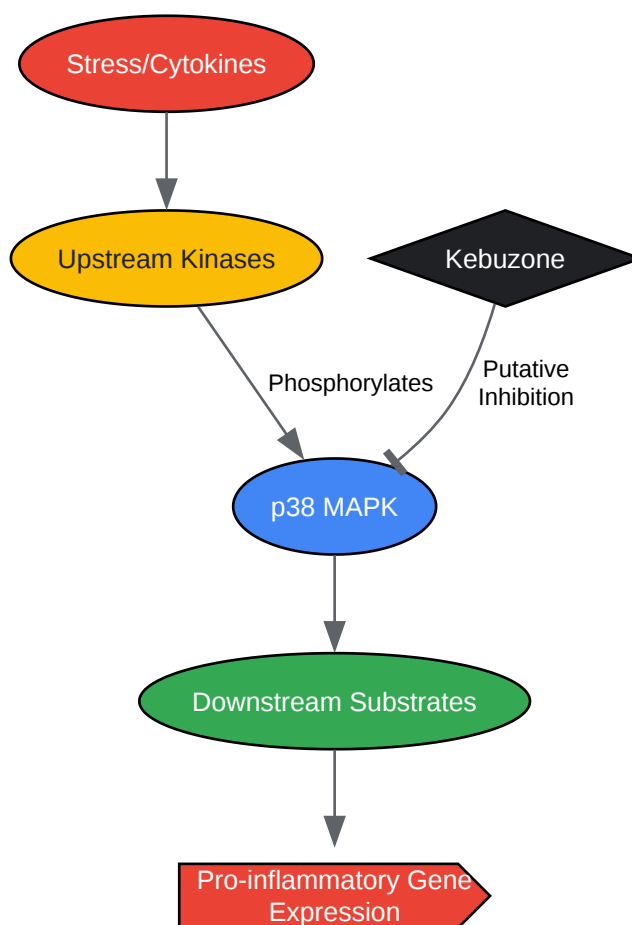 Stress/Cytokines
Upstream Kinases
Kebuzone
Phosphorylates
Putative
Inhibition
p38 MAPK
Downstream Substrates
Pro-inflammatory Gene
Expression